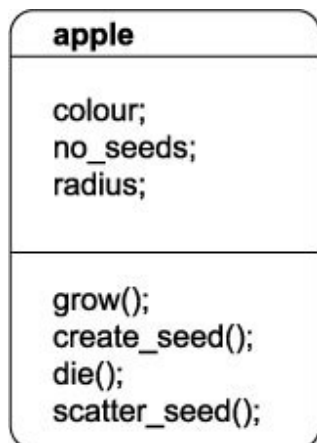 apple
colour;
no_seeds;
radius;
grow();
create_seed();
die();
scatter_seed();